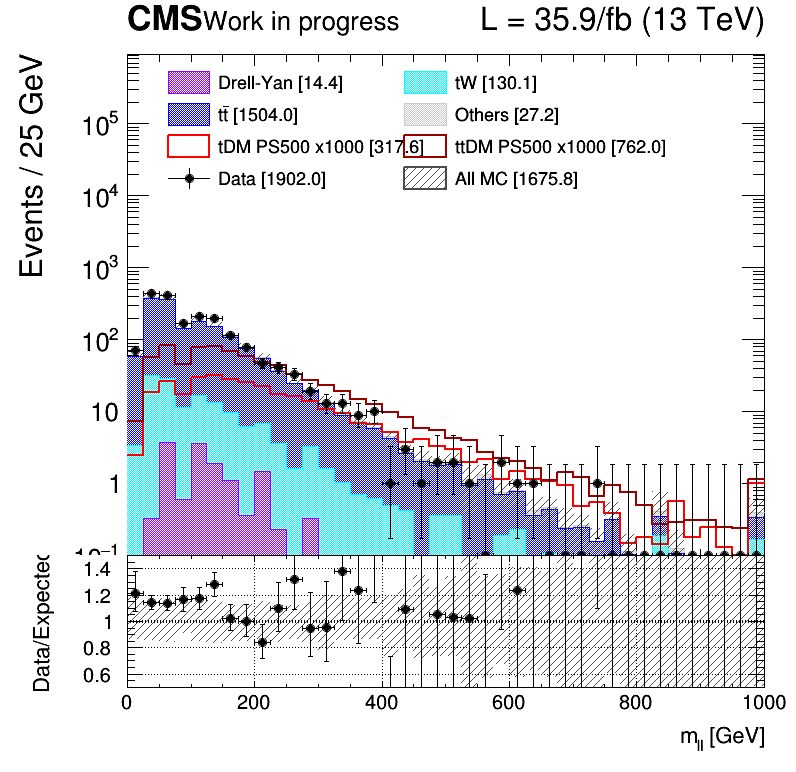 CMS Work in progress L = 35.9/fb (13 TeV)
Events / 25 GeV
Drell-Yan [14.4] tW [130.1]
tt̄ [1504.0] Others [27.2]
tDM PS500 x1000 [317.6] ttDM PS500 x1000 [762.0]
Data [1902.0] All MC [1675.8]
10⁵
10⁴
10³
10²
10
1
10⁻¹
Data/Expected
1.4
1.2
1
0.8
0.6
0 200 400 600 800 1000
m_ll [GeV]